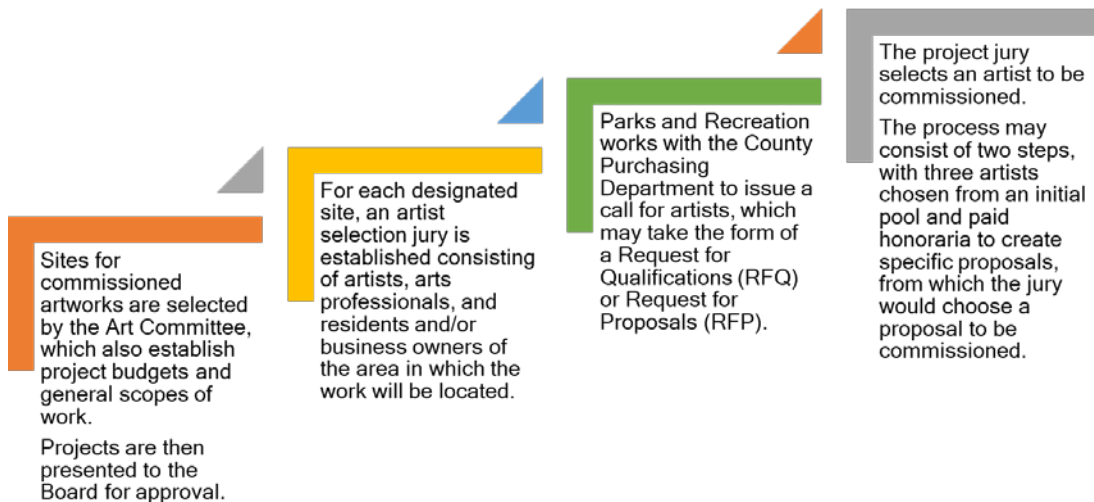 Sites for
commissioned
artworks are selected
by the Art Committee,
which also establish
project budgets and
general scopes of
work.
Projects are then
presented to the
Board for approval.
For each designated
site, an artist
selection jury is
established consisting
of artists, arts
professionals, and
residents and/or
business owners of
the area in which the
work will be located.
Parks and Recreation
works with the County
Purchasing
Department to issue a
call for artists, which
may take the form of
a Request for
Qualifications (RFQ)
or Request for
Proposals (RFP).
The project jury
selects an artist to be
commissioned.
The process may
consist of two steps,
with three artists
chosen from an initial
pool and paid
honoraria to create
specific proposals,
from which the jury
would choose a
proposal to be
commissioned.